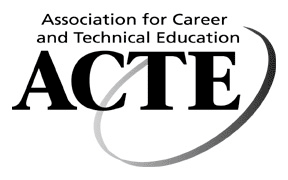 Association for Career
and Technical Education
ACTE